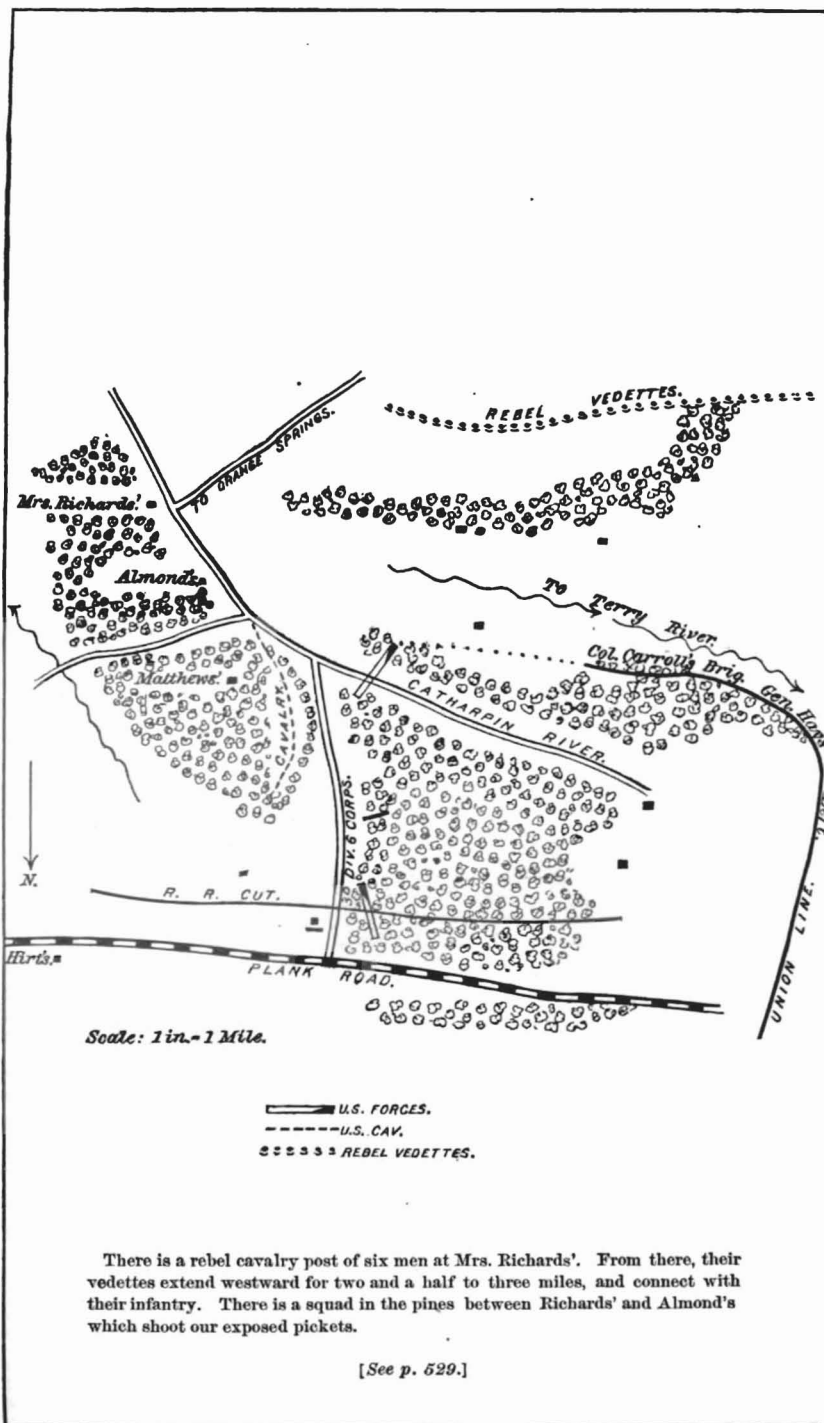 REBEL VEDETTES.
TO ORANGE SPRINGS.
Mrs. Richards'.
Almond's
To Terry River
Col. Carroll's Brig. Gen. Hays
Matthews'.
CAVALRY.
CATHARPIN RIVER.
DIV. 6 CORPS.
N.
R. R. CUT.
UNION LINE.
Hirt's.
PLANK ROAD.
Scale: 1 in.=1 Mile.
U.S. FORCES.
U.S. CAV.
REBEL VEDETTES.
There is a rebel cavalry post of six men at Mrs. Richards'. From there, their
vedettes extend westward for two and a half to three miles, and connect with
their infantry. There is a squad in the pines between Richards' and Almond's
which shoot our exposed pickets.
[See p. 529.]